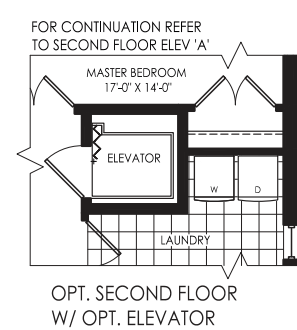 FOR CONTINUATION REFER
TO SECOND FLOOR ELEV 'A'
MASTER BEDROOM
17'-0" X 14'-0"
ELEVATOR
W
D
LAUNDRY
OPT. SECOND FLOOR
W/ OPT. ELEVATOR